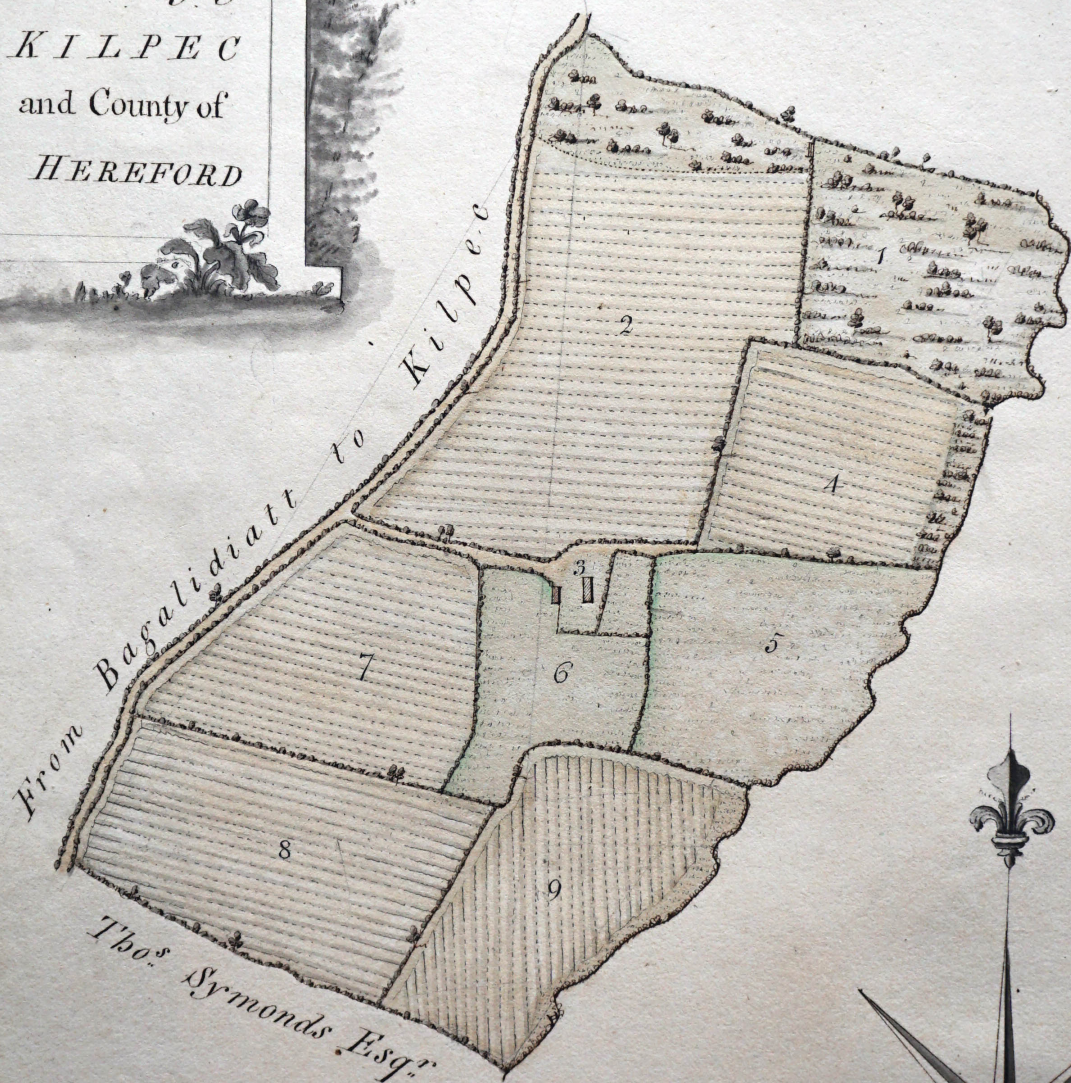 KILPEC
and County of
HEREFORD
From Bagalidiatt to Kilpec
1
2
3
4
5
6
7
8
9
Thos. Symonds Esqr.